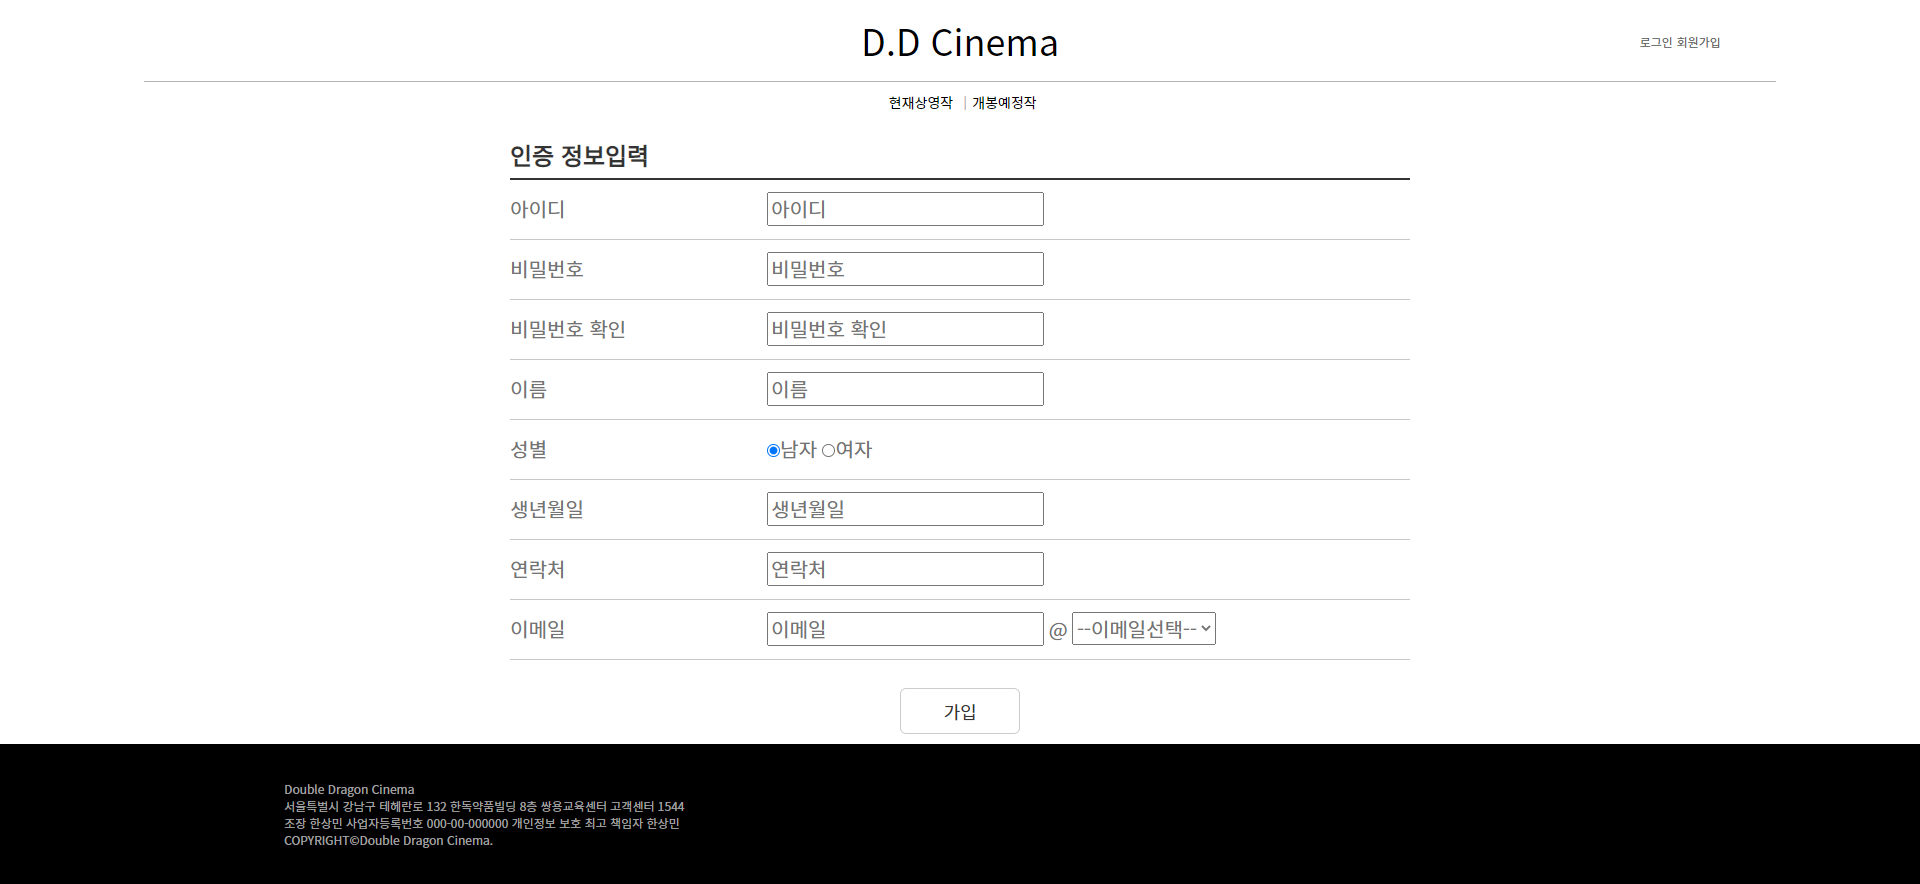 D.D Cinema
로그인 회원가입
현재상영작 | 개봉예정작
인증 정보입력
아이디 아이디
비밀번호 비밀번호
비밀번호 확인 비밀번호 확인
이름 이름
성별 남자 여자
생년월일 생년월일
연락처 연락처
이메일 이메일 @ --이메일선택--
가입
Double Dragon Cinema
서울특별시 강남구 테헤란로 132 한독약품빌딩 8층 쌍용교육센터 고객센터 1544
조장 한상민 사업자등록번호 000-00-000000 개인정보 보호 최고 책임자 한상민
COPYRIGHT©Double Dragon Cinema.